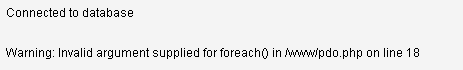 Connected to database
Warning: Invalid argument supplied for foreach() in /www/pdo.php on line 18